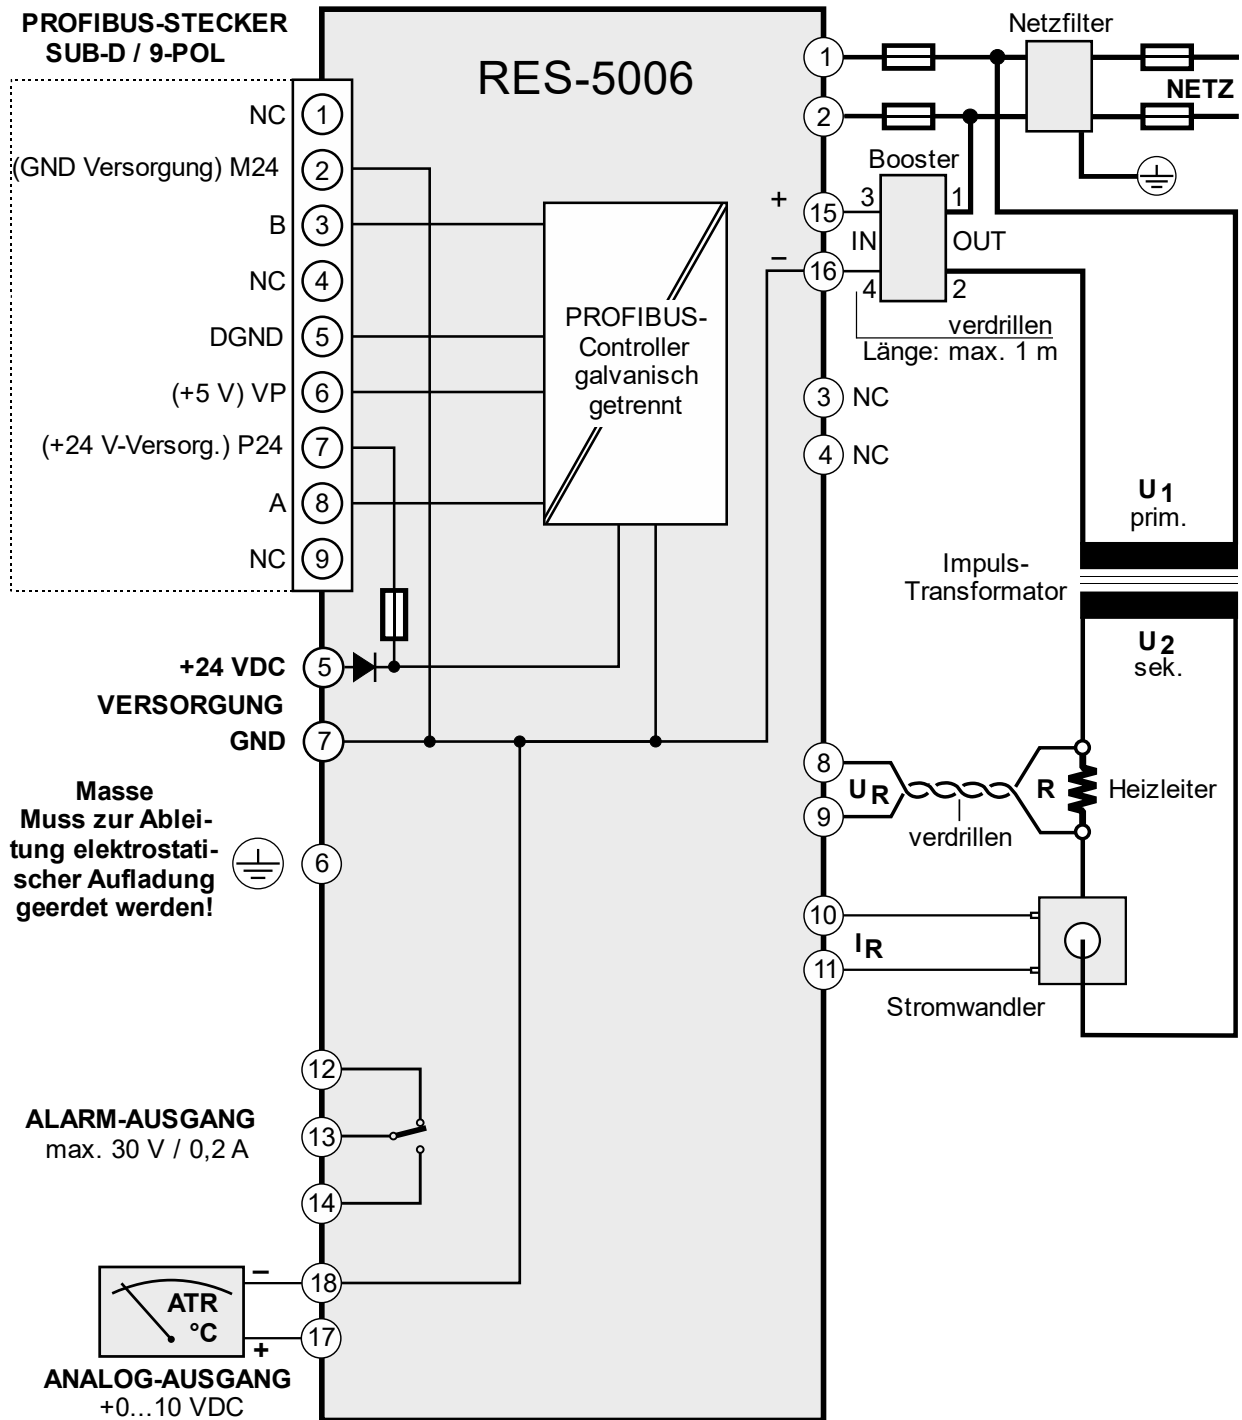 PROFIBUS-STECKER
SUB-D / 9-POL
RES-5006
Netzfilter
NETZ
1
2
NC 1
(GND Versorgung) M24 2
B 3
NC 4
DGND 5
(+5 V) VP 6
(+24 V-Versorg.) P24 7
A 8
NC 9
PROFIBUS-
Controller
galvanisch
getrennt
Booster
+ 15 3 1
IN OUT
– 16 4 2
verdrillen
Länge: max. 1 m
3 NC
4 NC
U1
prim.
Impuls-
Transformator
U2
sek.
+24 VDC 5
VERSORGUNG
GND 7
Masse
Muss zur Ablei-
tung elektrostati-
scher Aufladung
geerdet werden!
6
8
UR R Heizleiter
9
verdrillen
10
IR
11
Stromwandler
12
ALARM-AUSGANG
max. 30 V / 0,2 A
13
14
– 18
ATR
°C
+ 17
ANALOG-AUSGANG
+0...10 VDC